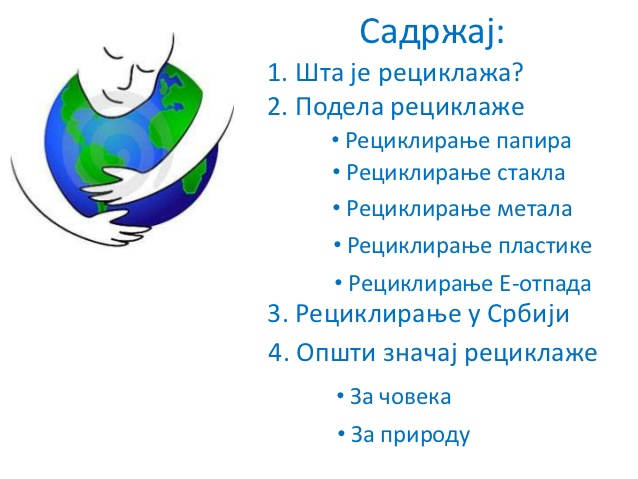 Садржај:
1. Шта је рециклажа?
2. Подела рециклаже
• Рециклирање папира
• Рециклирање стакла
• Рециклирање метала
• Рециклирање пластике
• Рециклирање Е-отпада
3. Рециклирање у Србији
4. Општи значај рециклаже
• За човека
• За природу